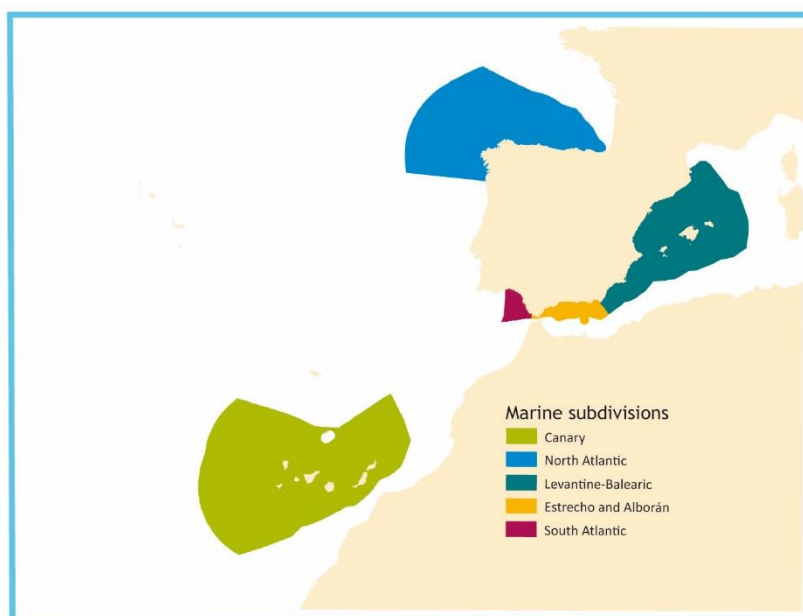 Marine subdivisions
Canary
North Atlantic
Levantine-Balearic
Estrecho and Alborán
South Atlantic